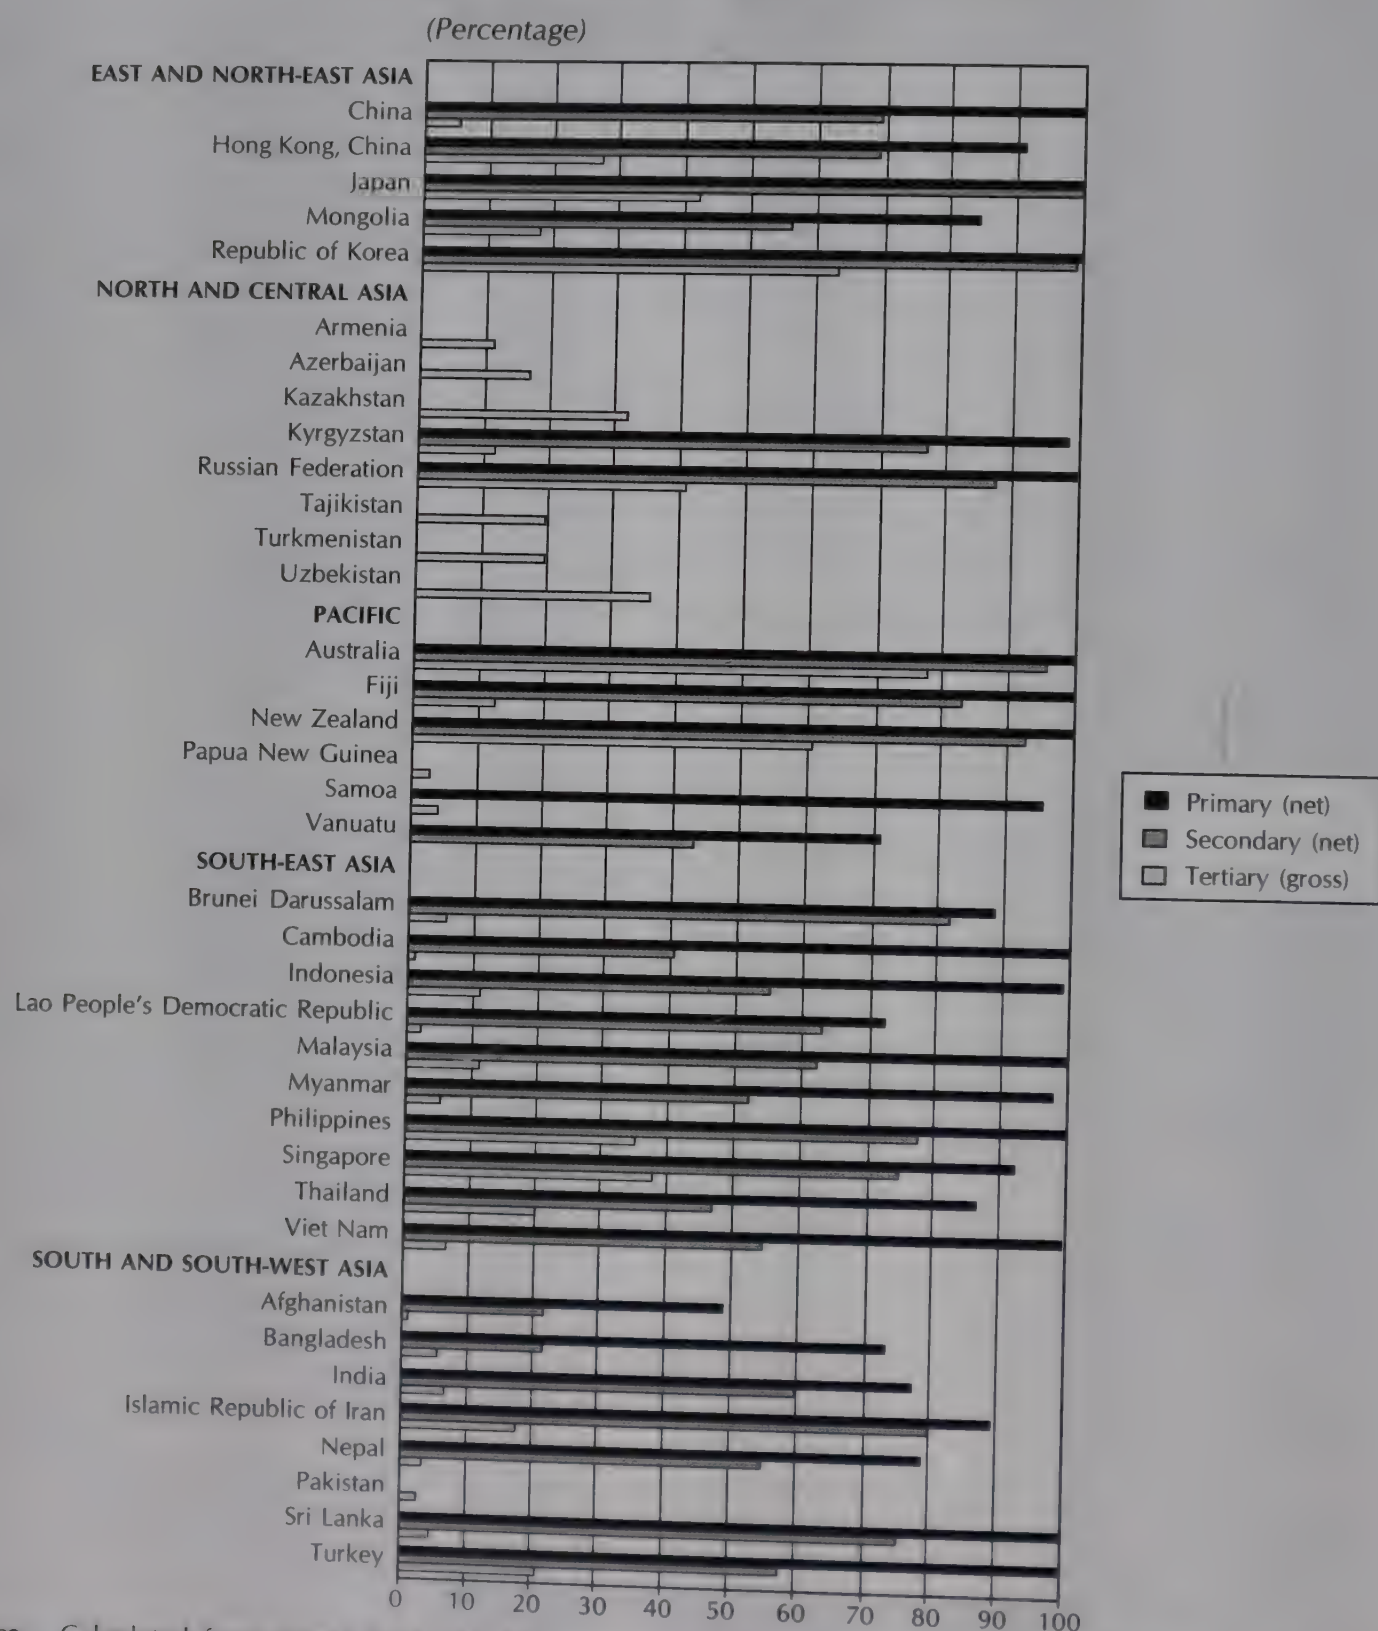 (Percentage)
EAST AND NORTH-EAST ASIA
China
Hong Kong, China
Japan
Mongolia
Republic of Korea
NORTH AND CENTRAL ASIA
Armenia
Azerbaijan
Kazakhstan
Kyrgyzstan
Russian Federation
Tajikistan
Turkmenistan
Uzbekistan
PACIFIC
Australia
Fiji
New Zealand
Papua New Guinea
Samoa
Vanuatu
SOUTH-EAST ASIA
Brunei Darussalam
Cambodia
Indonesia
Lao People's Democratic Republic
Malaysia
Myanmar
Philippines
Singapore
Thailand
Viet Nam
SOUTH AND SOUTH-WEST ASIA
Afghanistan
Bangladesh
India
Islamic Republic of Iran
Nepal
Pakistan
Sri Lanka
Turkey
0 10 20 30 40 50 60 70 80 90 100
Primary (net)
Secondary (net)
Tertiary (gross)